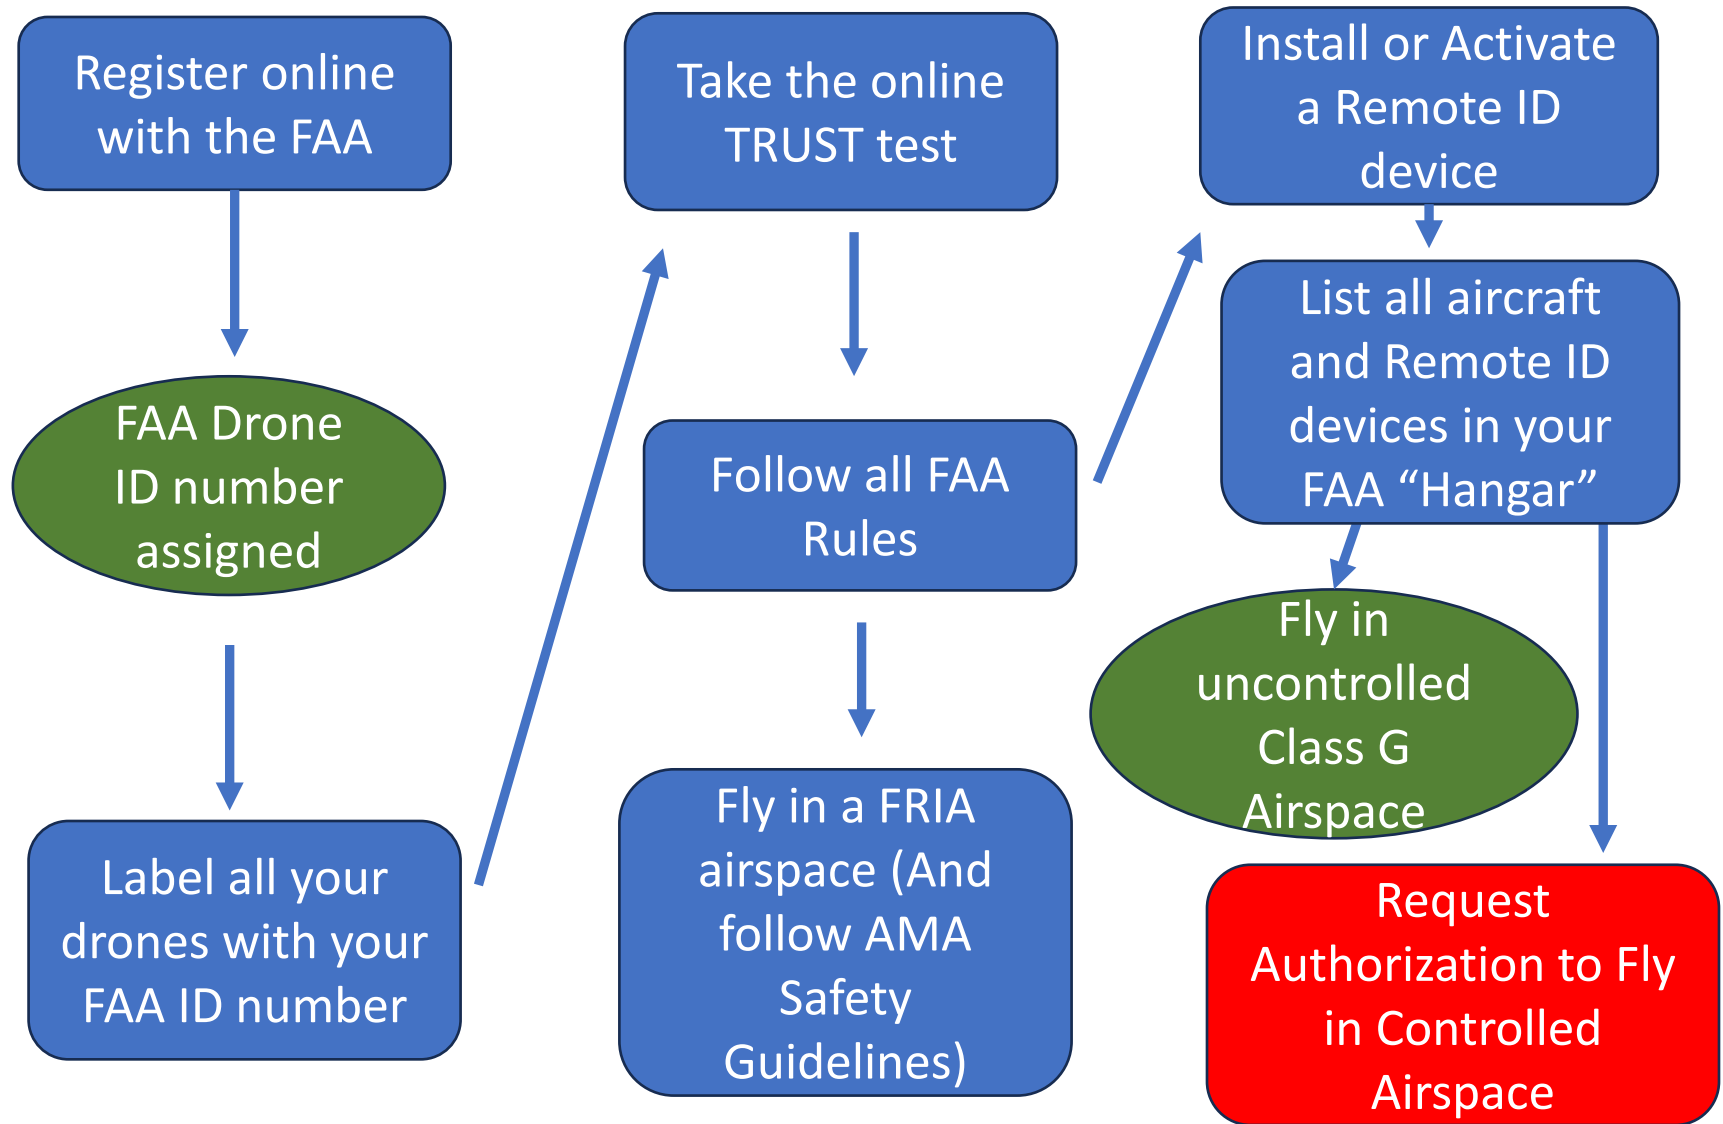 Register online
with the FAA
FAA Drone
ID number
assigned
Label all your
drones with your
FAA ID number
Take the online
TRUST test
Follow all FAA
Rules
Fly in a FRIA
airspace (And
follow AMA
Safety
Guidelines)
Install or Activate
a Remote ID
device
List all aircraft
and Remote ID
devices in your
FAA “Hangar”
Fly in
uncontrolled
Class G
Airspace
Request
Authorization to Fly
in Controlled
Airspace